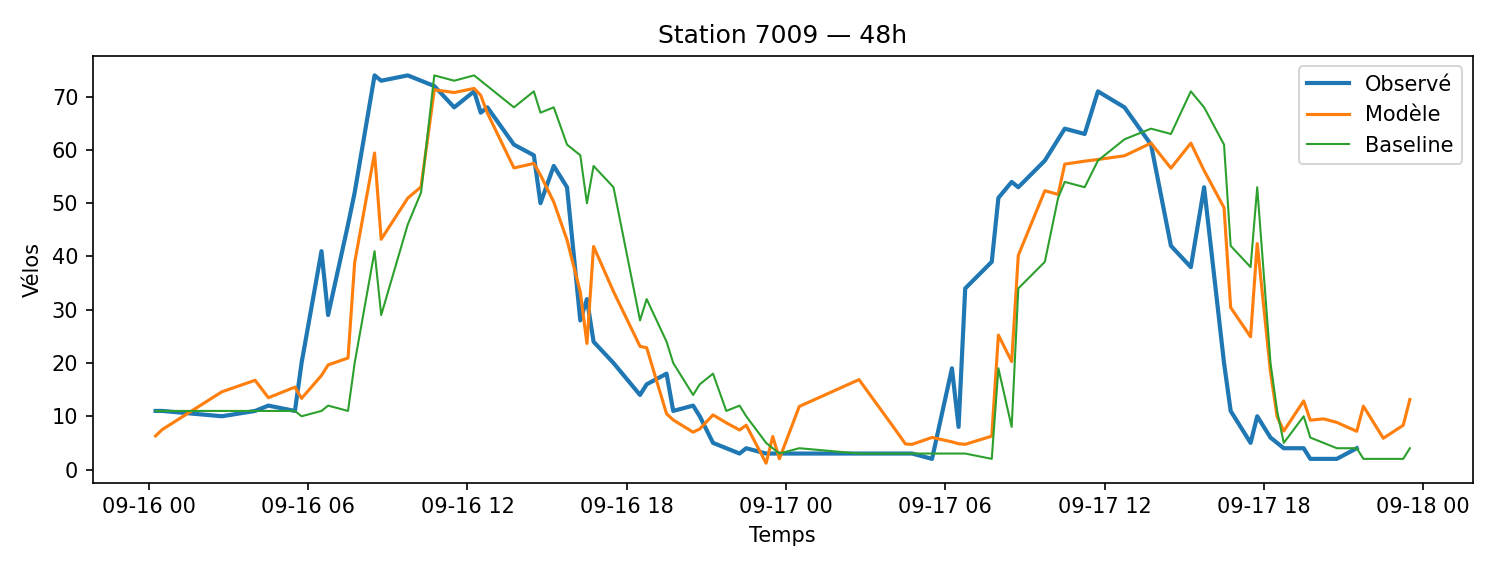 Station 7009 — 48h
Observé
Modèle
Baseline
Vélos
70
60
50
40
30
20
10
0
09-16 00
09-16 06
09-16 12
09-16 18
09-17 00
09-17 06
09-17 12
09-17 18
09-18 00
Temps